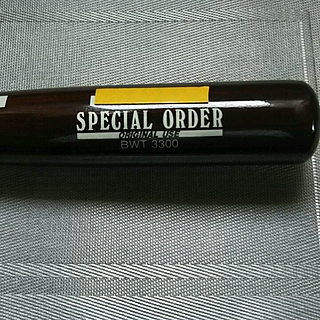 SPECIAL ORDER
ORIGINAL USE
BWT 3300